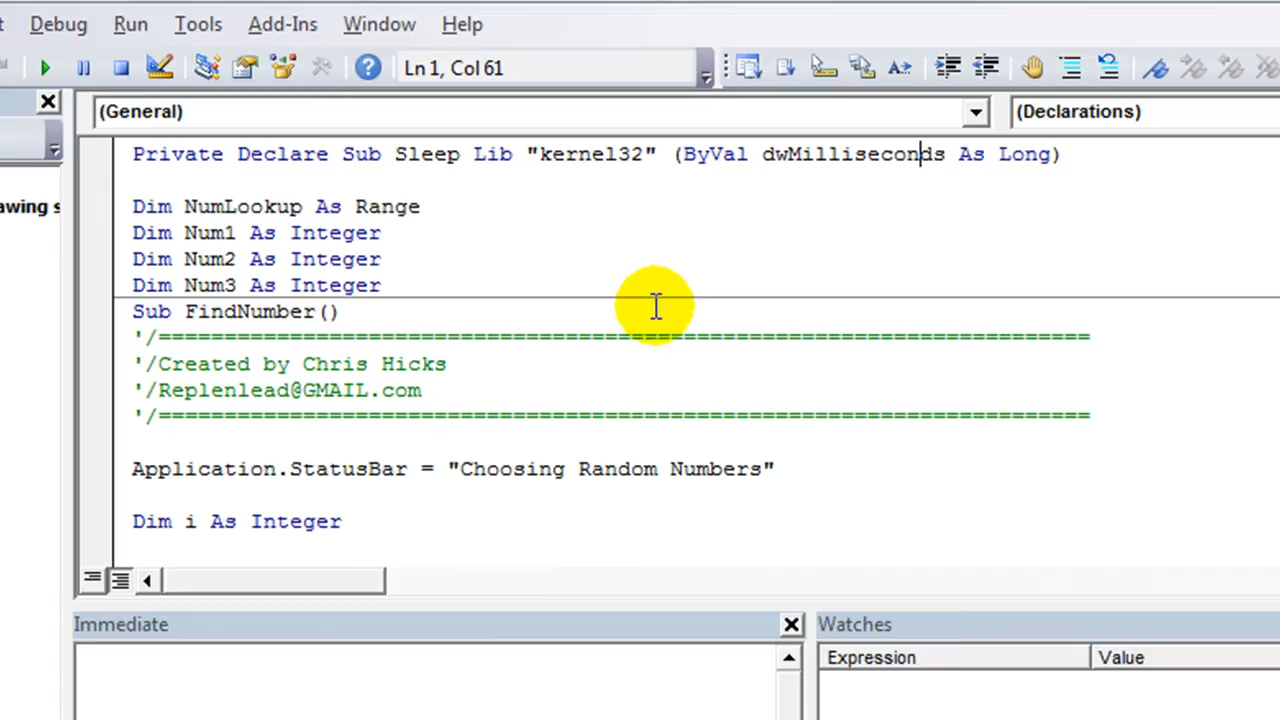 Debug Run Tools Add-Ins Window Help
Ln 1, Col 61
(General) (Declarations)
Private Declare Sub Sleep Lib "kernel32" (ByVal dwMilliseconds As Long)
Dim NumLookup As Range
Dim Num1 As Integer
Dim Num2 As Integer
Dim Num3 As Integer
Sub FindNumber()
'/=======================================================================
'/Created by Chris Hicks
'/Replenlead@GMAIL.com
'/=======================================================================
Application.StatusBar = "Choosing Random Numbers"
Dim i As Integer
Immediate
Watches
Expression Value